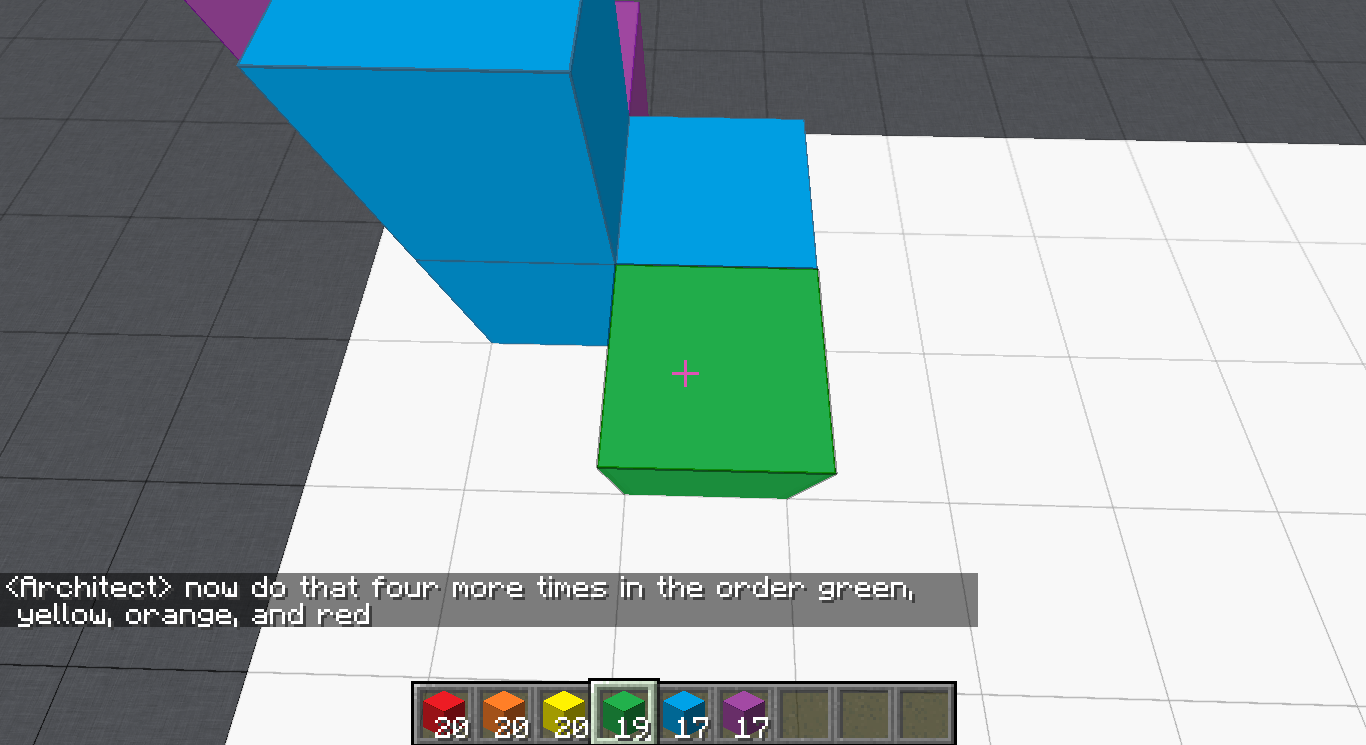 <Architect> now do that four more times in the order green,
yellow, orange, and red
20 20 20 19 17 17